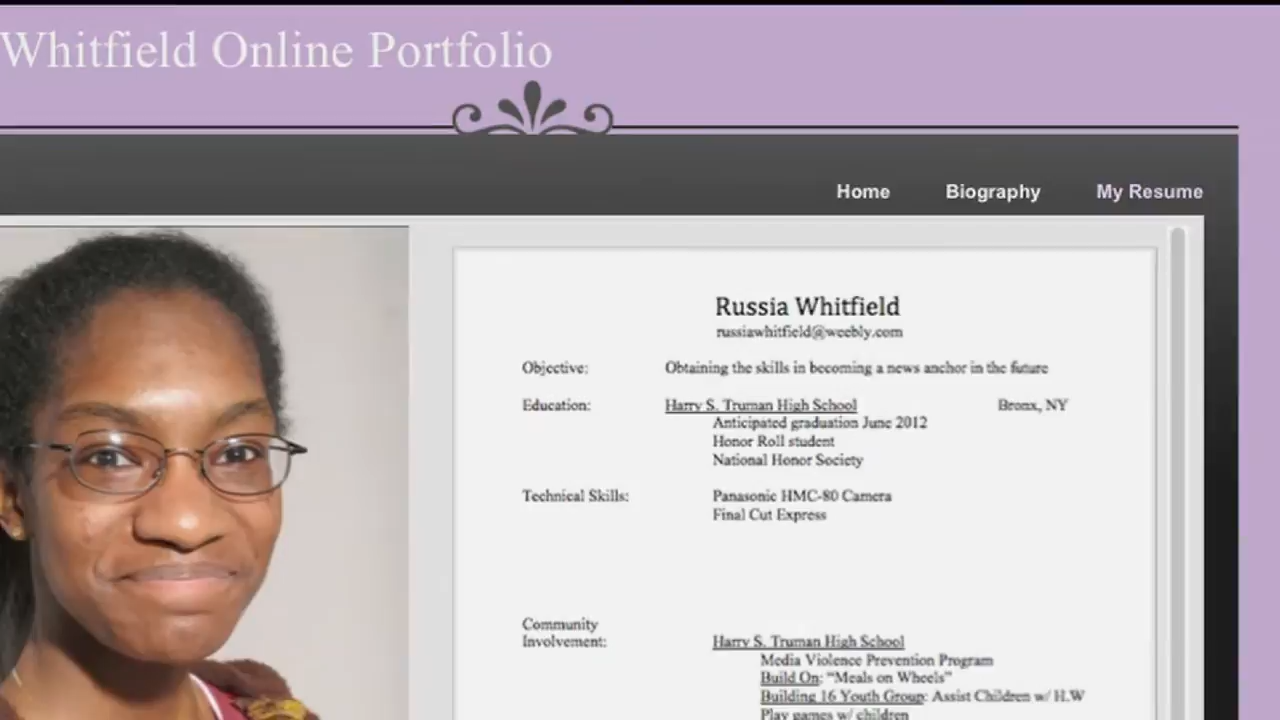 Whitfield Online Portfolio
Home Biography My Resume
Russia Whitfield
russiawhitfield@weebly.com
Objective: Obtaining the skills in becoming a news anchor in the future
Education: Harry S. Truman High School Bronx, NY
Anticipated graduation June 2012
Honor Roll student
National Honor Society
Technical Skills: Panasonic HMC-80 Camera
Final Cut Express
Community
Involvement: Harry S. Truman High School
Media Violence Prevention Program
Build On: “Meals on Wheels”
Building 16 Youth Group: Assist Children w/ H.W
Play games w/ children